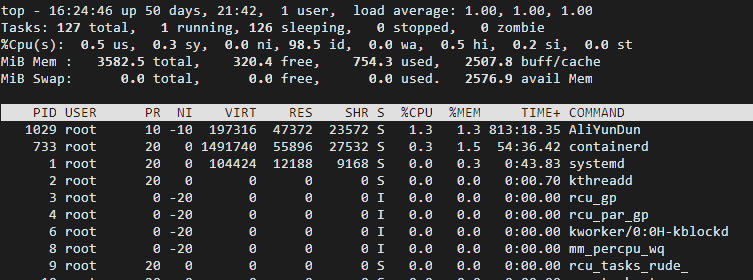 top - 16:24:46 up 50 days, 21:42,  1 user,  load average: 1.00, 1.00, 1.00
Tasks: 127 total,   1 running, 126 sleeping,   0 stopped,   0 zombie
%Cpu(s):  0.5 us,  0.3 sy,  0.0 ni, 98.5 id,  0.0 wa,  0.5 hi,  0.2 si,  0.0 st
MiB Mem :   3582.5 total,    320.4 free,    754.3 used,   2507.8 buff/cache
MiB Swap:      0.0 total,      0.0 free,      0.0 used.   2576.9 avail Mem
PID USER      PR  NI    VIRT    RES    SHR S  %CPU  %MEM     TIME+ COMMAND
1029 root      10 -10  197316  47372  23572 S   1.3   1.3 813:18.35 AliYunDun
733 root      20   0 1491740  55896  27532 S   0.3   1.5  54:36.42 containerd
1 root      20   0  104424  12188   9168 S   0.0   0.3   0:43.83 systemd
2 root      20   0       0      0      0 S   0.0   0.0   0:00.70 kthreadd
3 root       0 -20       0      0      0 I   0.0   0.0   0:00.00 rcu_gp
4 root       0 -20       0      0      0 I   0.0   0.0   0:00.00 rcu_par_gp
6 root       0 -20       0      0      0 I   0.0   0.0   0:00.00 kworker/0:0H-kblockd
8 root       0 -20       0      0      0 I   0.0   0.0   0:00.00 mm_percpu_wq
9 root      20   0       0      0      0 S   0.0   0.0   0:00.00 rcu_tasks_rude_